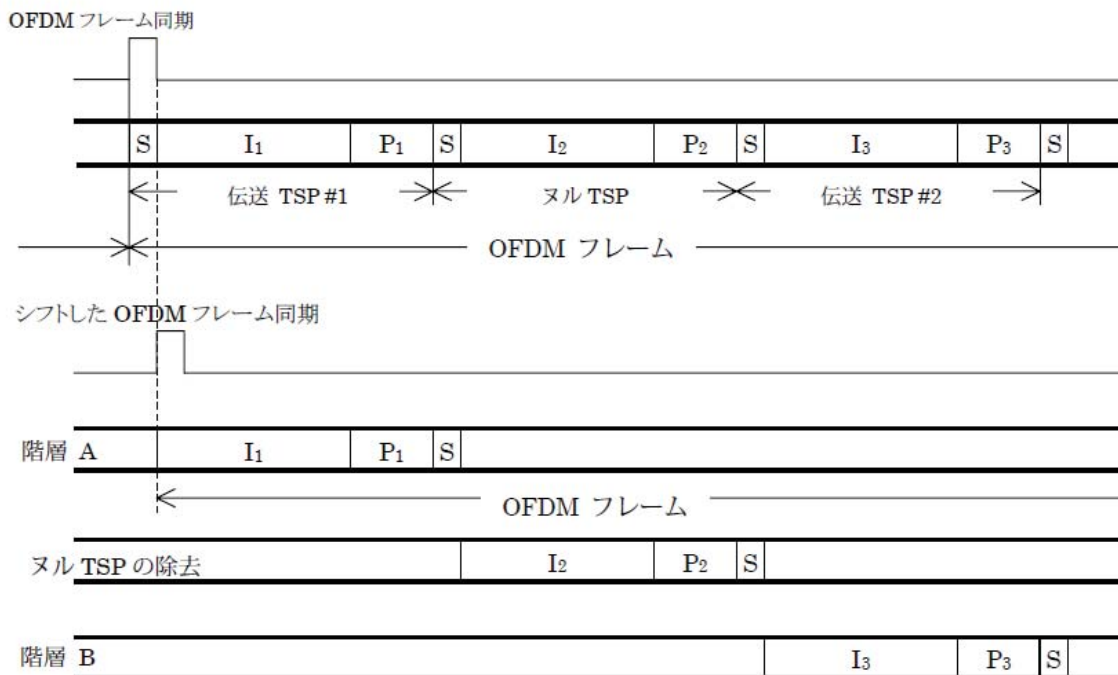 OFDM フレーム同期
S I₁ P₁ S I₂ P₂ S I₃ P₃ S
伝送 TSP #1 ヌル TSP 伝送 TSP #2
OFDM フレーム
シフトした OFDM フレーム同期
階層 A I₁ P₁ S
OFDM フレーム
ヌル TSP の除去 I₂ P₂ S
階層 B I₃ P₃ S